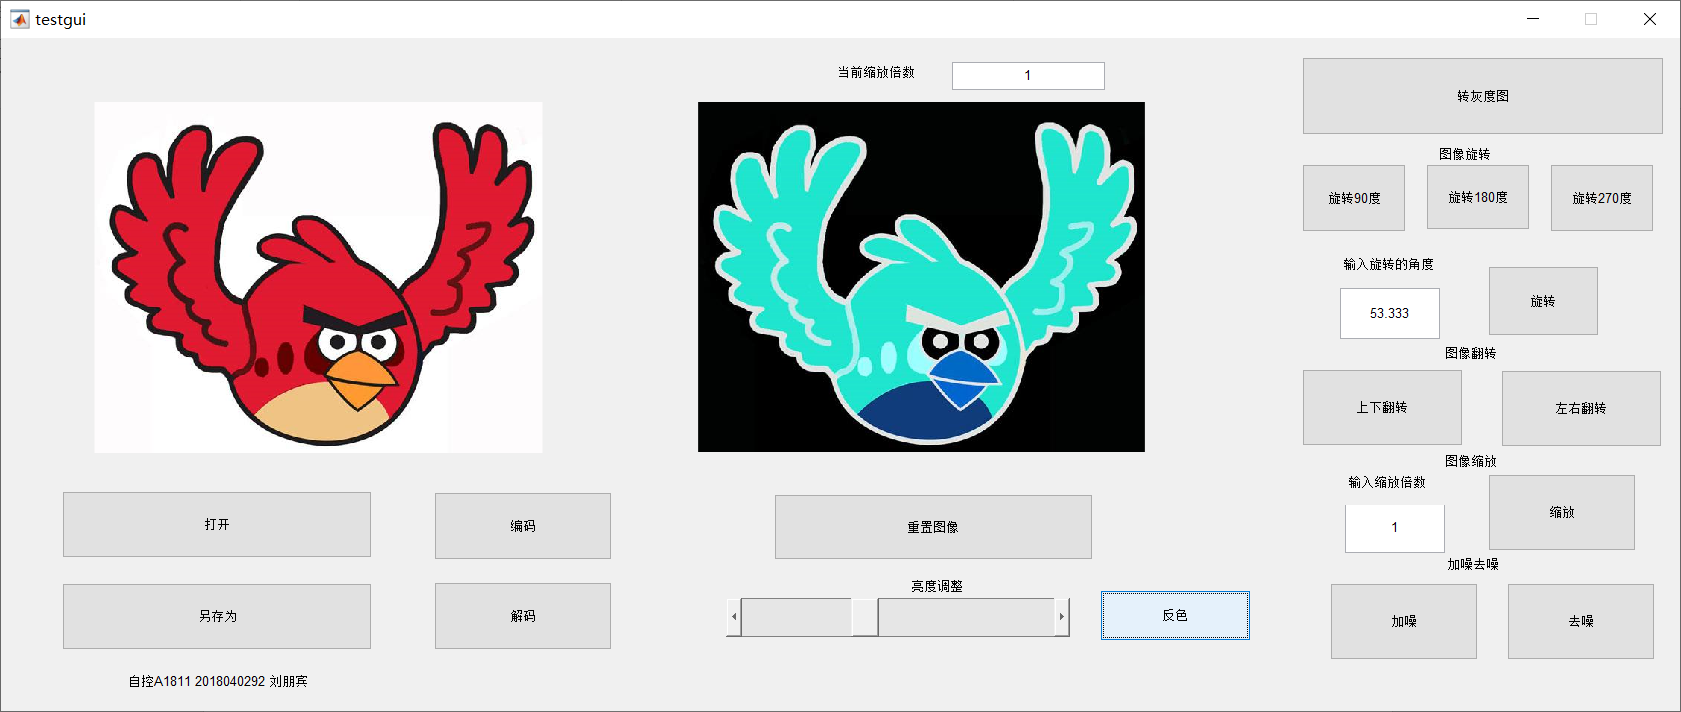 testgui
当前缩放倍数
1
转灰度图
图像旋转
旋转90度
旋转180度
旋转270度
输入旋转的角度
53.333
旋转
图像翻转
上下翻转
左右翻转
图像缩放
输入缩放倍数
1
缩放
加噪去噪
加噪
去噪
打开
编码
重置图像
另存为
解码
亮度调整
反色
自控A1811 2018040292 刘朋宾